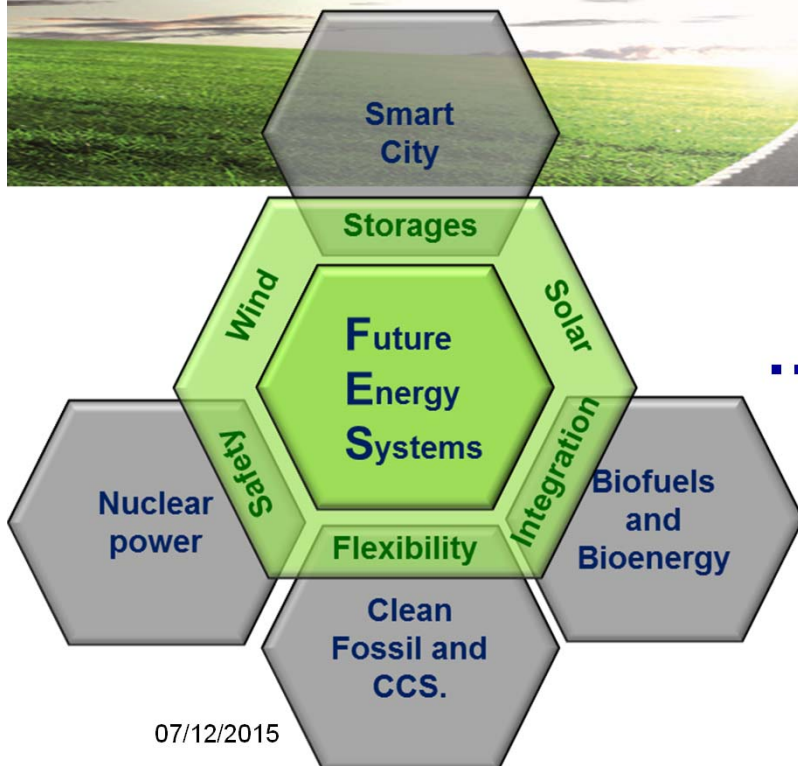 Smart
City
Storages
Wind
Solar
Future
Energy
Systems
Safety
Integration
Nuclear
power
Flexibility
Biofuels
and
Bioenergy
Clean
Fossil and
CCS.
07/12/2015